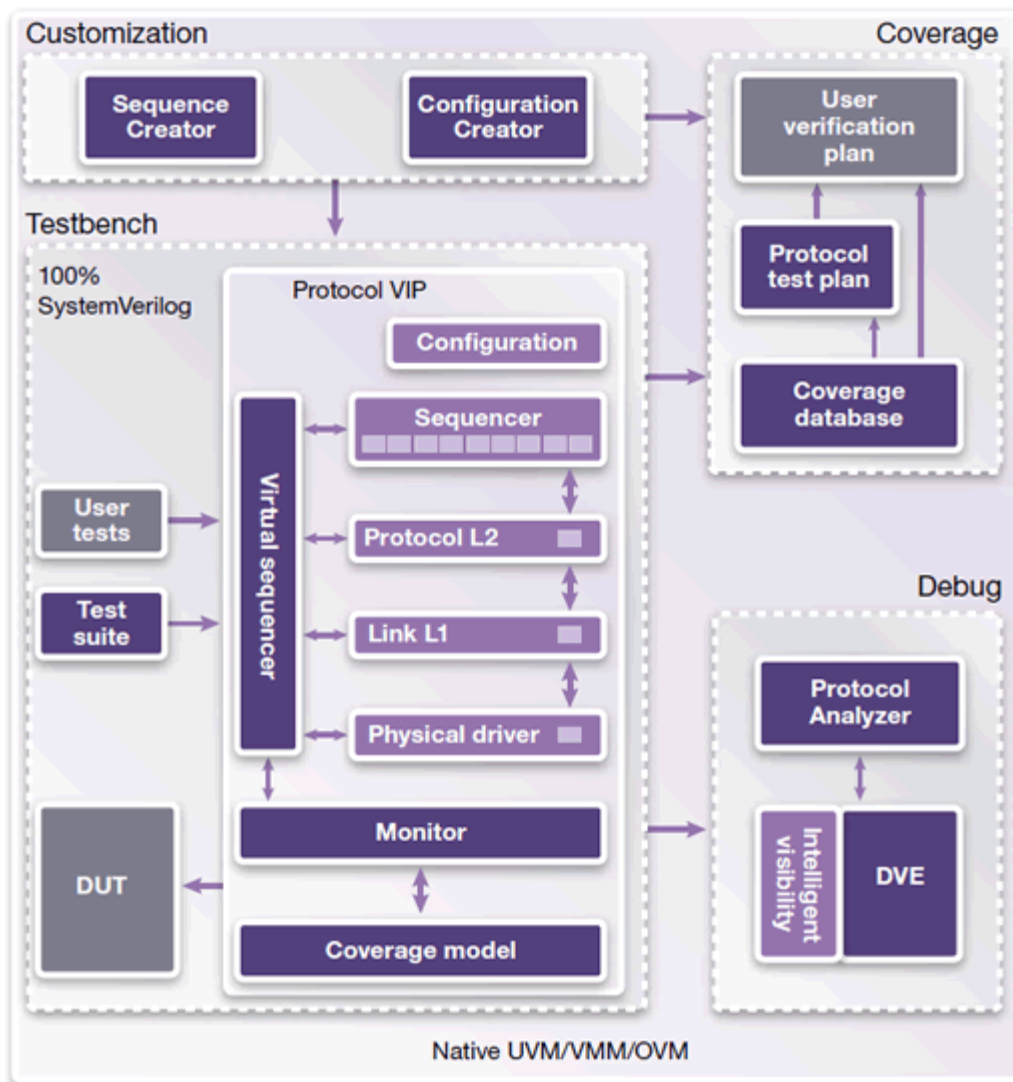 Customization
Sequence
Creator
Configuration
Creator
Coverage
User
verification
plan
Protocol
test plan
Coverage
database
Testbench
100%
SystemVerilog
Protocol VIP
Configuration
Sequencer
Virtual sequencer
Protocol L2
Link L1
Physical driver
User
tests
Test
suite
Monitor
DUT
Coverage model
Debug
Protocol
Analyzer
Intelligent
visibility
DVE
Native UVM/VMM/OVM